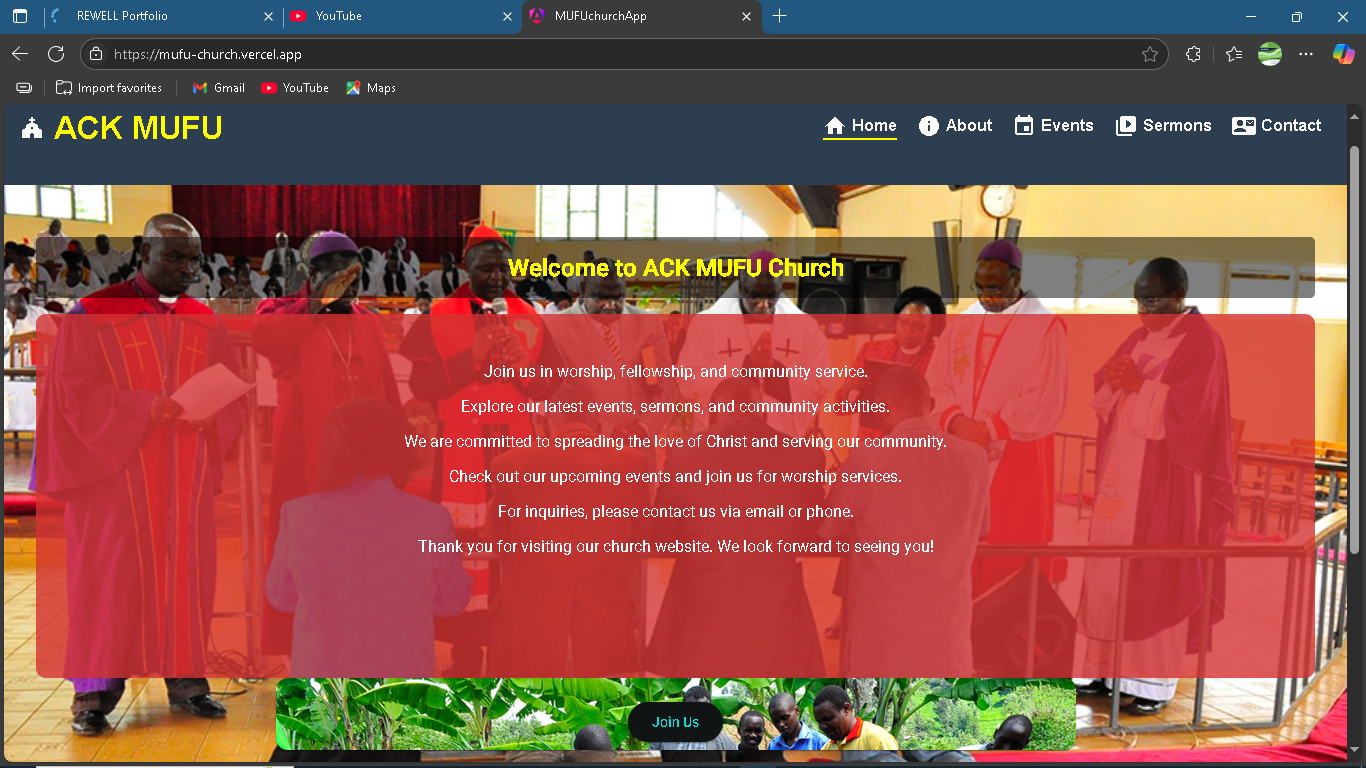 REWELL Portfolio
YouTube
MUFUchurchApp
https://mufu-church.vercel.app
Import favorites
Gmail
YouTube
Maps
ACK MUFU
Home
About
Events
Sermons
Contact
Welcome to ACK MUFU Church
Join us in worship, fellowship, and community service.
Explore our latest events, sermons, and community activities.
We are committed to spreading the love of Christ and serving our community.
Check out our upcoming events and join us for worship services.
For inquiries, please contact us via email or phone.
Thank you for visiting our church website. We look forward to seeing you!
Join Us